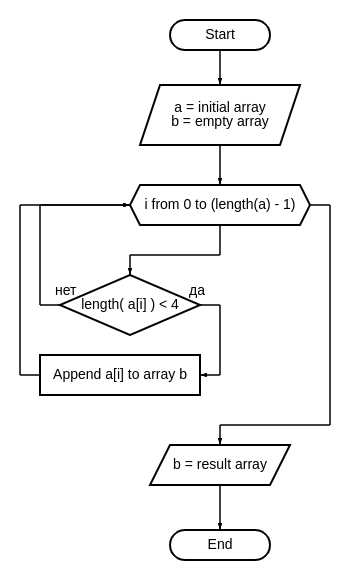 Start
a = initial array
b = empty array
i from 0 to (length(a) - 1)
нет
да
length( a[i] ) < 4
Append a[i] to array b
b = result array
End